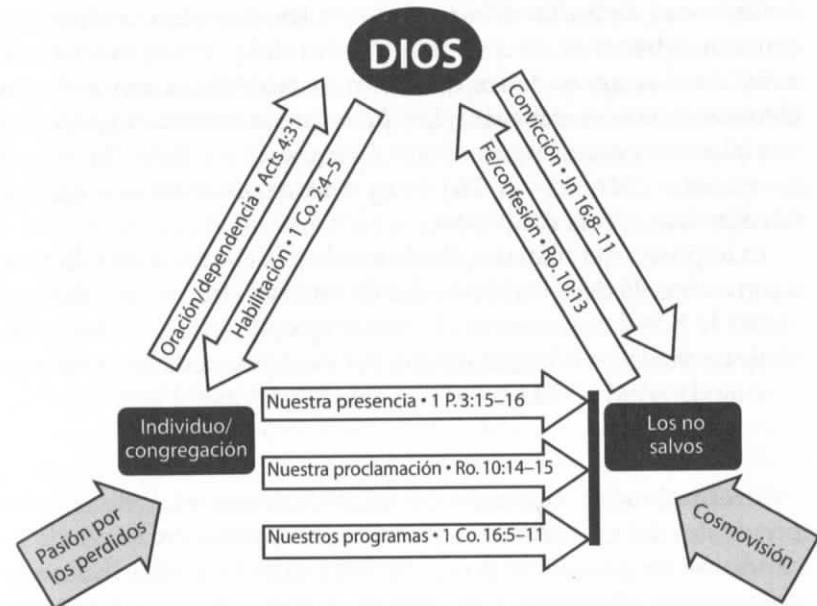 DIOS
Oración/dependencia • Acts 4:31
Habilitación • 1 Co. 2:4–5
Convicción • Jn 16:8–11
Fe/confesión • Ro. 10:13
Individuo/
congregación
Nuestra presencia • 1 P. 3:15–16
Nuestra proclamación • Ro. 10:14–15
Nuestros programas • 1 Co. 16:5–11
Los no
salvos
Pasión por
los perdidos
Cosmovisión